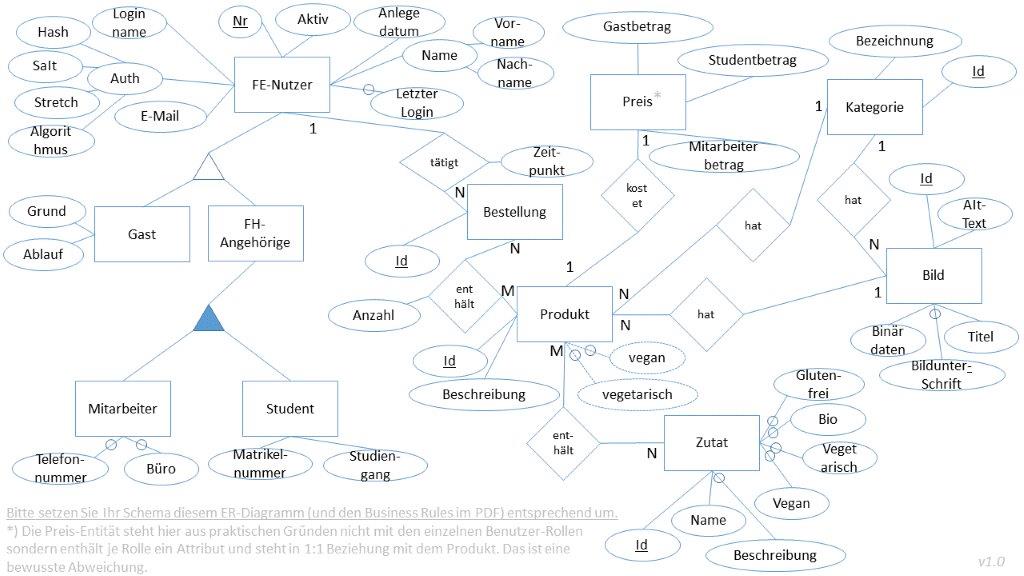 Hash
Login
name
Nr
Aktiv
Anlege
datum
Vor-
name
Name
Nach-
name
Salt
Auth
FE-Nutzer
Letzter
Login
Stretch
E-Mail
Algorit
hmus
1
Gastbetrag
Studentbetrag
Preis*
1
Mitarbeiter
betrag
Bezeichnung
Id
1
Kategorie
1
tätigt
Zeit-
punkt
N
Bestellung
N
Id
kost
et
hat
hat
Id
Alt-
Text
N
Bild
1
Grund
Ablauf
Gast
FH-
Angehörige
ent
hält
M
Anzahl
1
Produkt
N
N
hat
M
Id
Beschreibung
vegan
vegetarisch
Binär
daten
Titel
Bildunter-
Schrift
Mitarbeiter
Student
Telefon-
nummer
Büro
Matrikel-
nummer
Studien-
gang
ent-
hält
N
Zutat
Gluten-
frei
Bio
Veget
arisch
Vegan
Name
Id
Beschreibung
Bitte setzen Sie Ihr Schema diesem ER-Diagramm (und den Business Rules im PDF) entsprechend um.
*) Die Preis-Entität steht hier aus praktischen Gründen nicht mit den einzelnen Benutzer-Rollen
sondern enthält je Rolle ein Attribut und steht in 1:1 Beziehung mit dem Produkt. Das ist eine
bewusste Abweichung.
v1.0